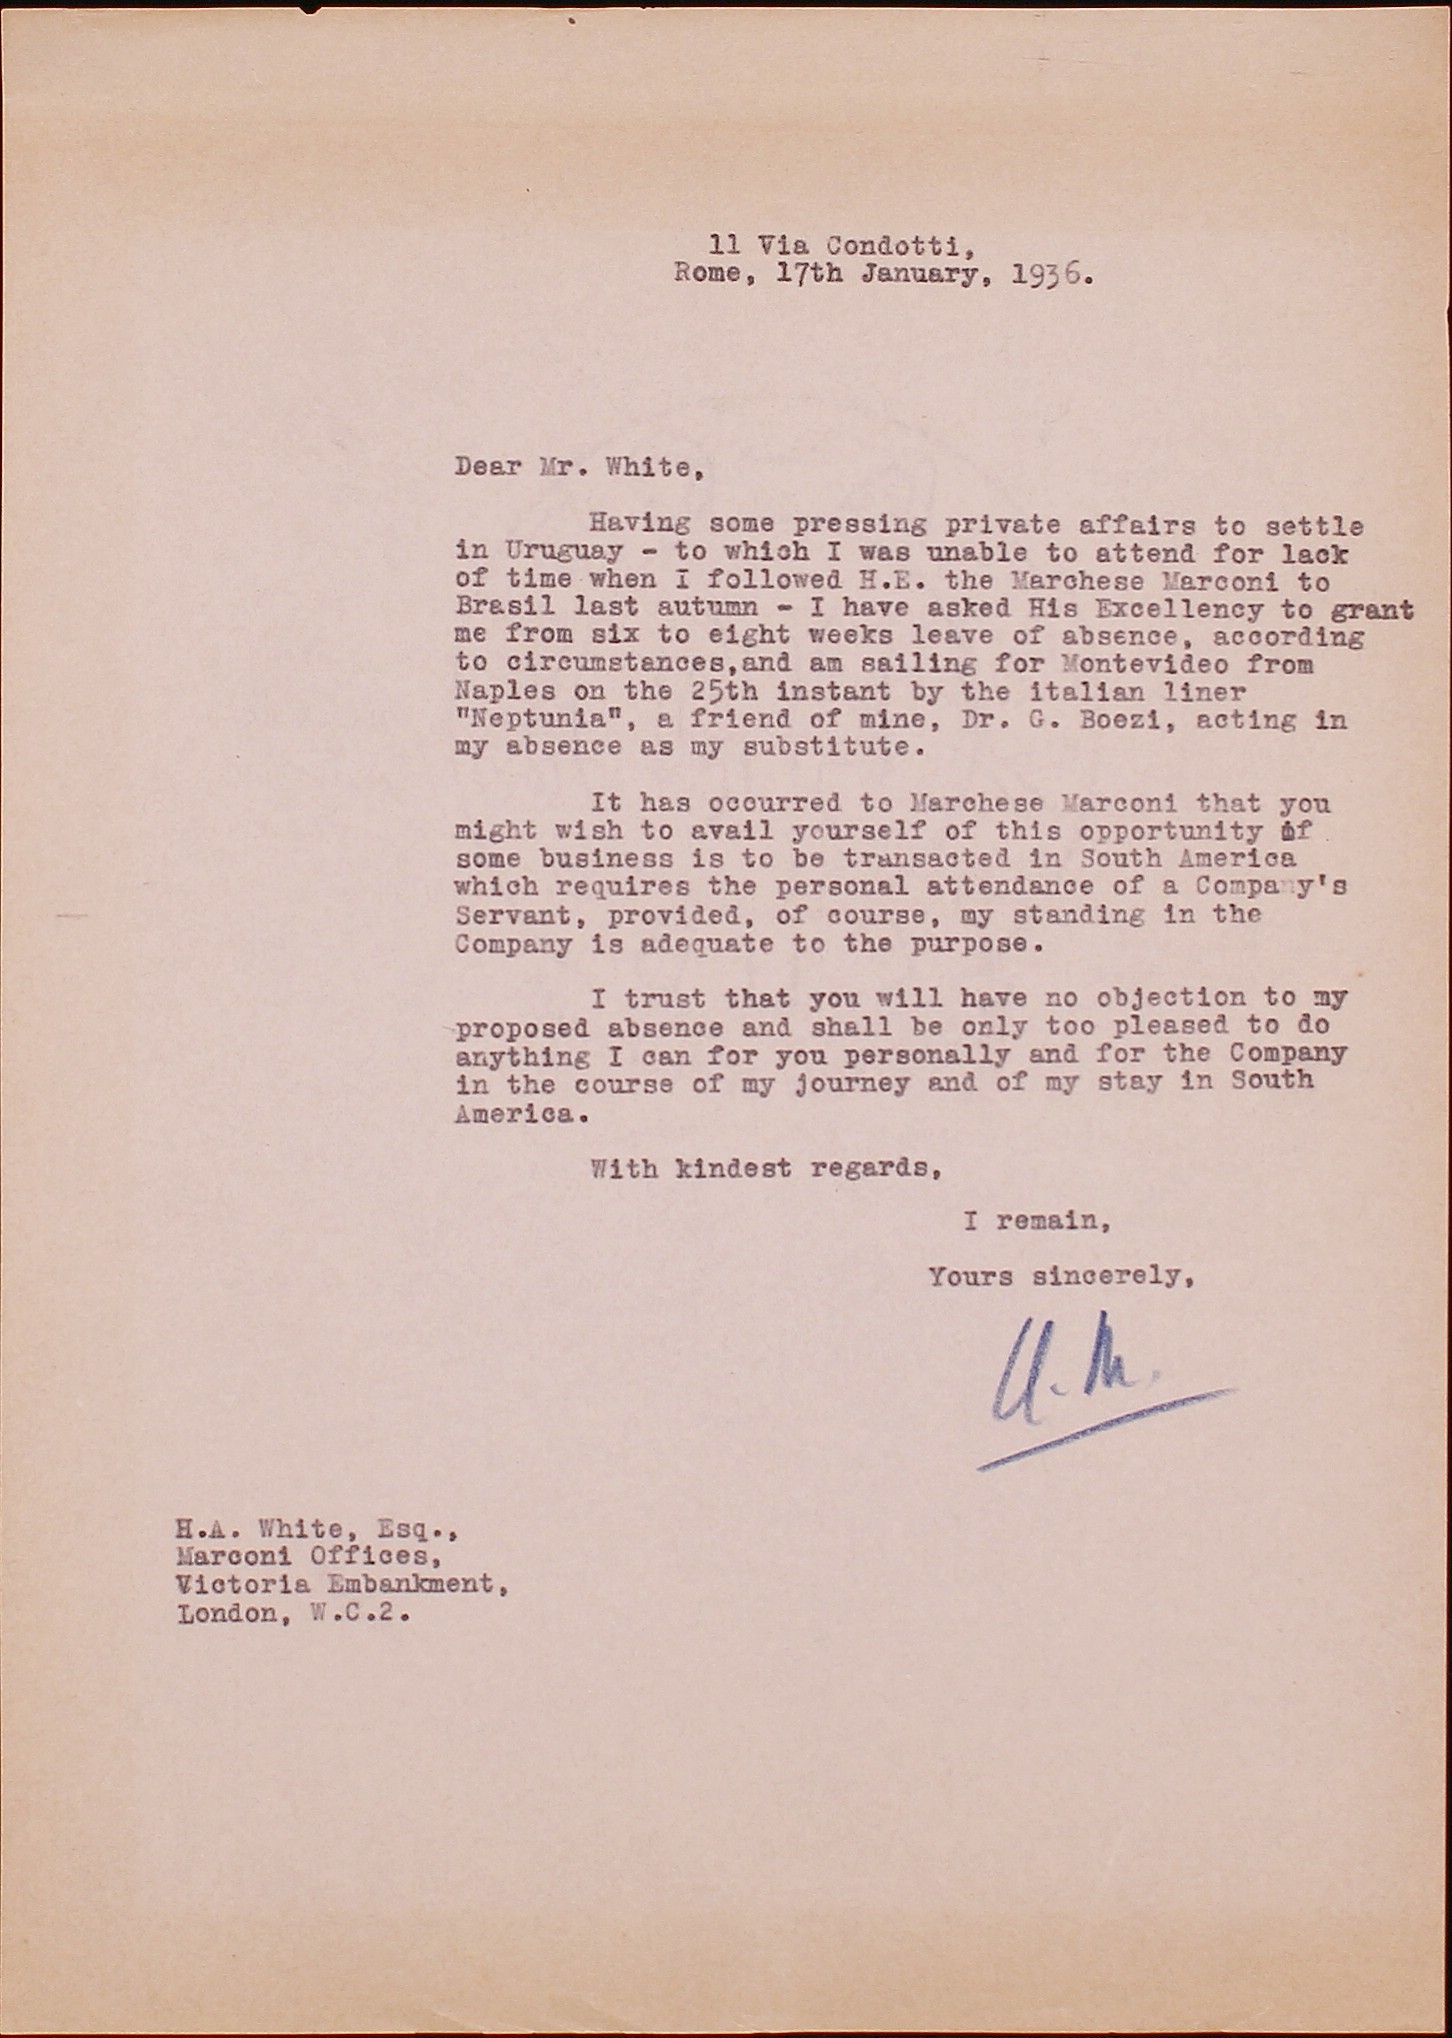 11 Via Condotti,
Rome, 17th January, 1936.
Dear Mr. White,
Having some pressing private affairs to settle
in Uruguay - to which I was unable to attend for lack
of time when I followed H.E. the Marchese Marconi to
Brasil last autumn - I have asked His Excellency to grant
me from six to eight weeks leave of absence, according
to circumstances,and am sailing for Montevideo from
Naples on the 25th instant by the italian liner
"Neptunia", a friend of mine, Dr. G. Boezi, acting in
my absence as my substitute.
It has occurred to Marchese Marconi that you
might wish to avail yourself of this opportunity if
some business is to be transacted in South America
which requires the personal attendance of a Company's
Servant, provided, of course, my standing in the
Company is adequate to the purpose.
I trust that you will have no objection to my
proposed absence and shall be only too pleased to do
anything I can for you personally and for the Company
in the course of my journey and of my stay in South
America.
With kindest regards,
I remain,
Yours sincerely,
U. M.
H.A. White, Esq.,
Marconi Offices,
Victoria Embankment,
London, W.C.2.